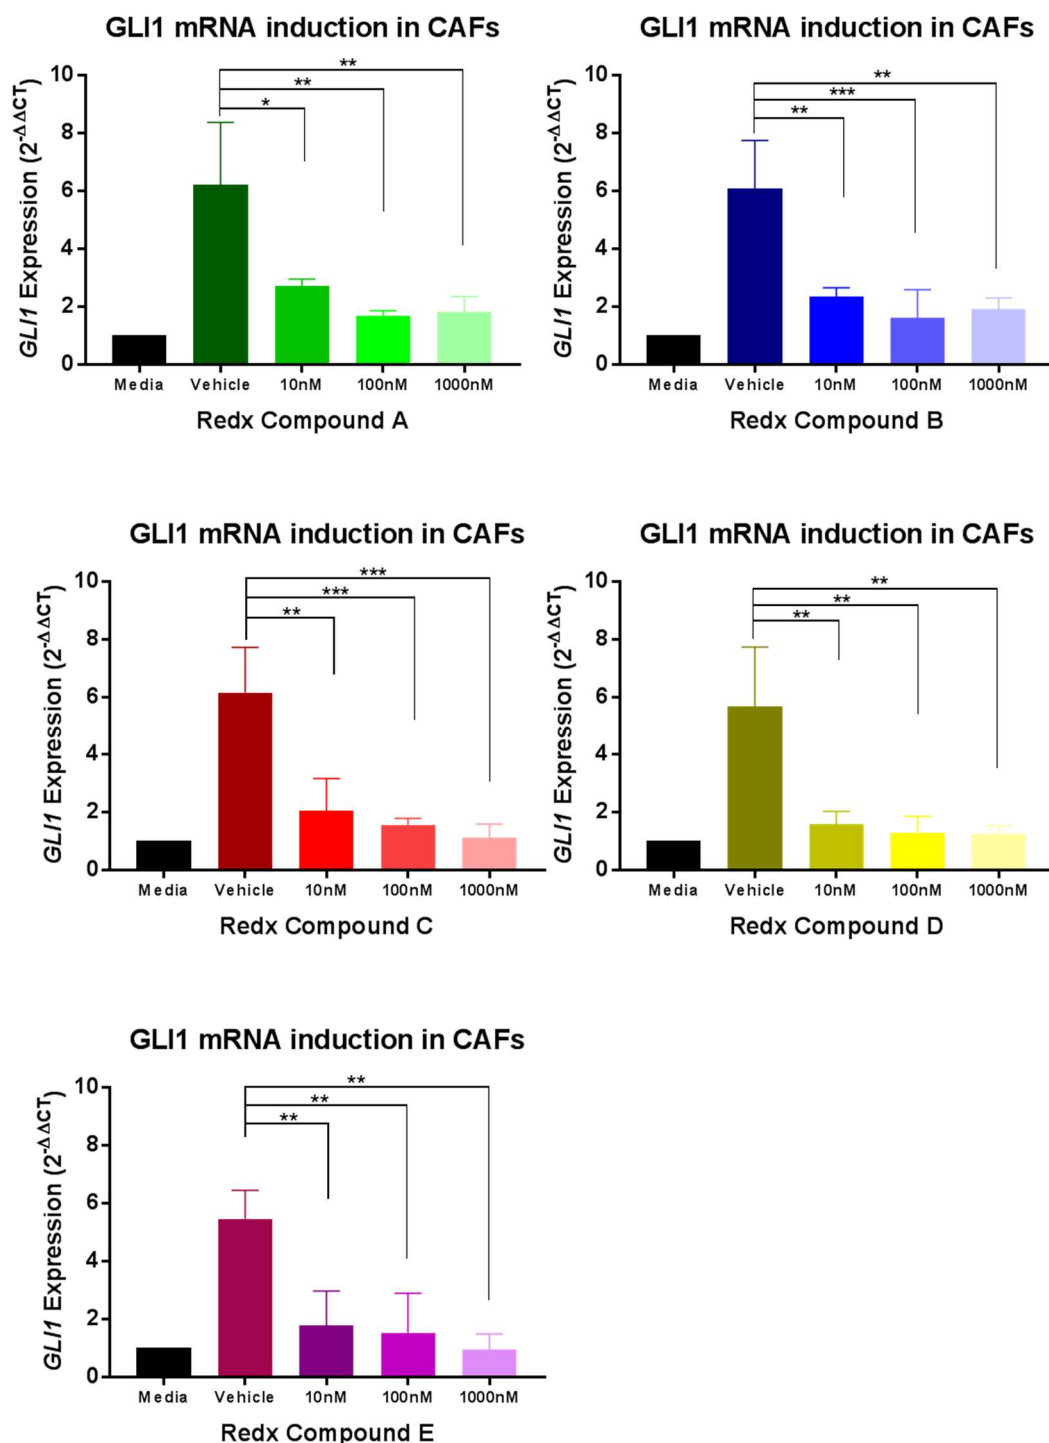 GLI1 mRNA induction in CAFs
GLI1 Expression (2-ΔΔCT)
10
8
6
4
2
0
**
**
*
Media Vehicle 10nM 100nM 1000nM
Redx Compound A
GLI1 mRNA induction in CAFs
GLI1 Expression (2-ΔΔCT)
10
8
6
4
2
0
**
***
**
Media Vehicle 10nM 100nM 1000nM
Redx Compound B
GLI1 mRNA induction in CAFs
GLI1 Expression (2-ΔΔCT)
10
8
6
4
2
0
***
***
**
Media Vehicle 10nM 100nM 1000nM
Redx Compound C
GLI1 mRNA induction in CAFs
GLI1 Expression (2-ΔΔCT)
10
8
6
4
2
0
**
**
**
Media Vehicle 10nM 100nM 1000nM
Redx Compound D
GLI1 mRNA induction in CAFs
GLI1 Expression (2-ΔΔCT)
10
8
6
4
2
0
**
**
**
Media Vehicle 10nM 100nM 1000nM
Redx Compound E